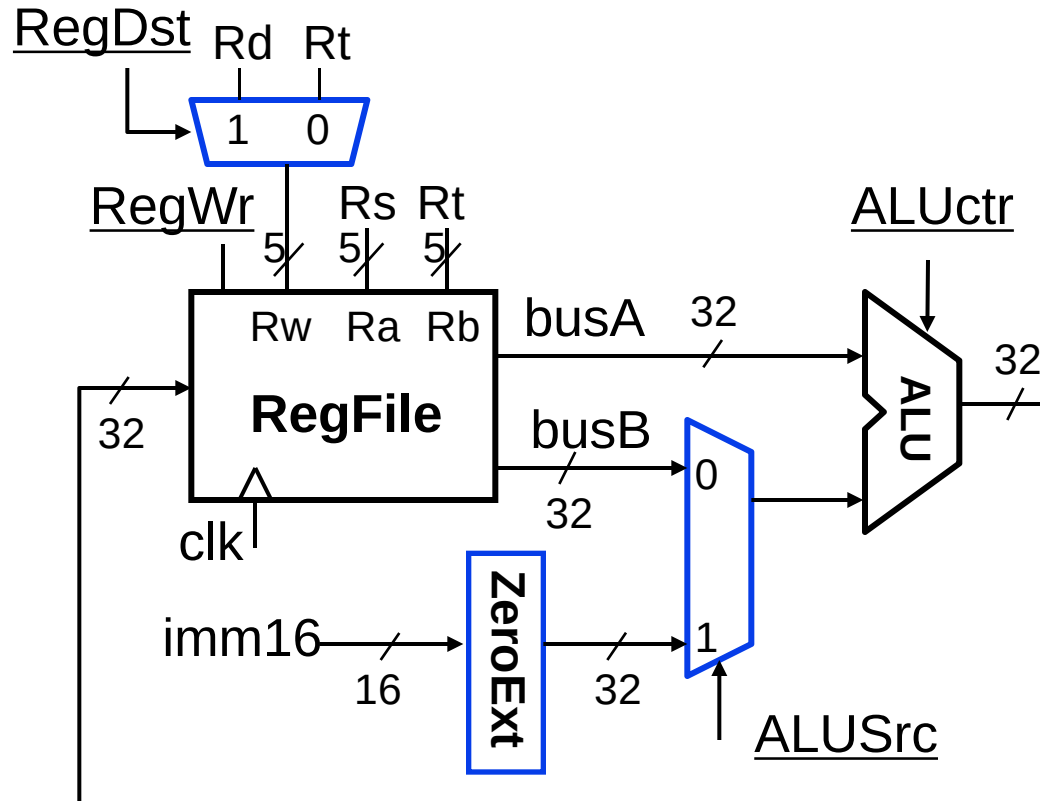 RegDst
Rd Rt
1 0
RegWr
Rs Rt
ALUctr
5 5 5
Rw Ra Rb
busA
32
32
RegFile
ALU
32
busB
0
32
clk
ZeroExt
imm16
1
16
32
ALUSrc